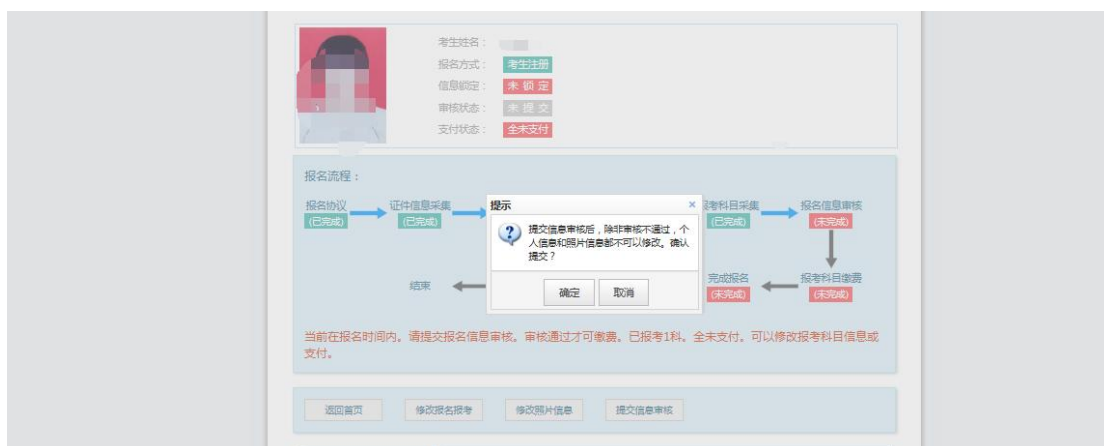 考生姓名：
报名方式： 考生注册
信息锁定： 未锁定
审核状态： 未提交
支付状态： 全未支付
报名流程：
报名协议 证件信息采集 报考科目采集 报名信息审核
(已完成) (已完成) (已完成) (未完成)
提示 ×
提交信息审核后，除非审核不通过，个
人信息和照片信息都不可以修改。确认
提交？
确定 取消
结束 完成报名 报考科目缴费
(未完成) (未完成)
当前在报名时间内。请提交报名信息审核。审核通过才可缴费。已报考1科。全未支付。可以修改报考科目信息或
支付。
返回首页 修改报名报考 修改照片信息 提交信息审核